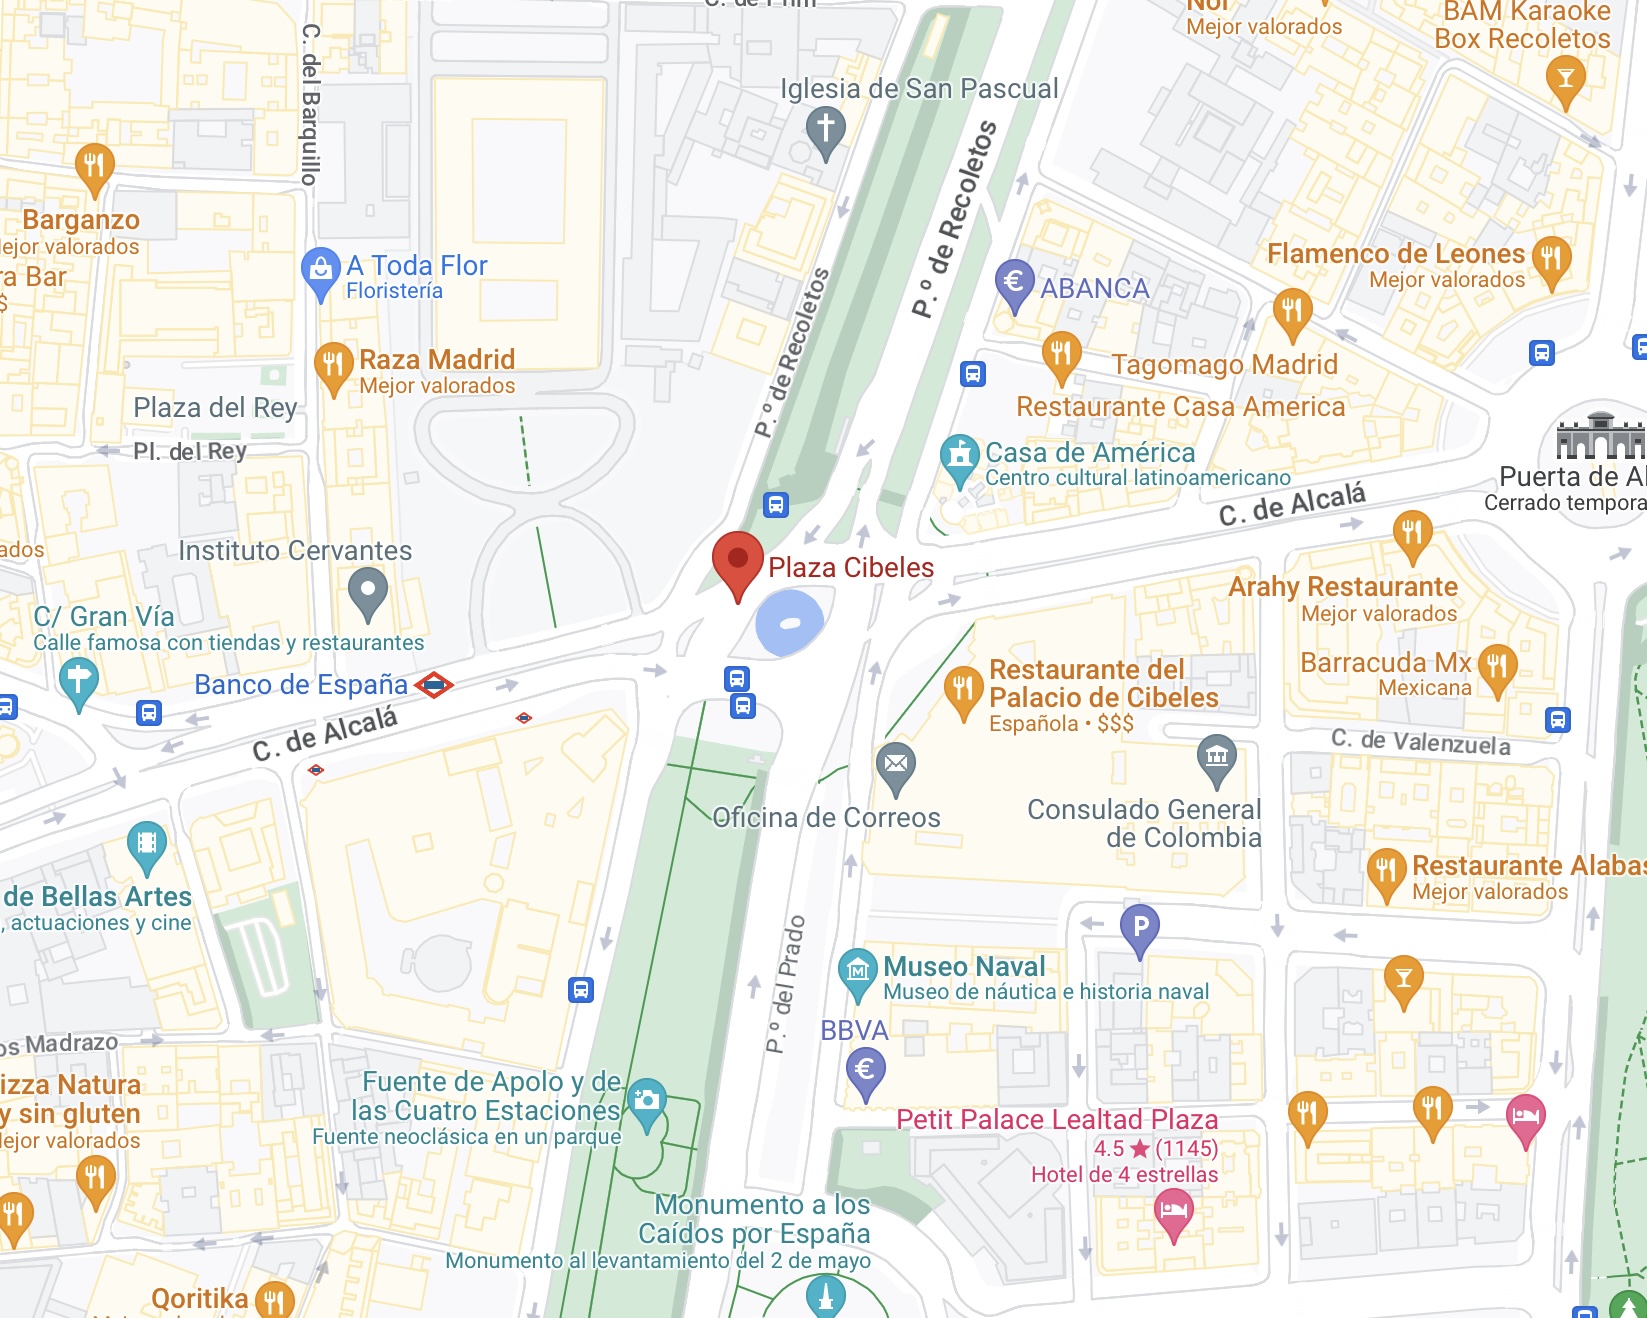 C. del Barquillo
Iglesia de San Pascual
Mejor valorados
BAM Karaoke
Box Recoletos
Barganzo
ejor valorados
ra Bar
$
A Toda Flor
Floristería
P.º de Recoletos
P.º de Recoletos
ABANCA
Flamenco de Leones
Mejor valorados
Raza Madrid
Mejor valorados
Tagomago Madrid
Restaurante Casa America
Plaza del Rey
Pl. del Rey
Casa de América
Centro cultural latinoamericano
C. de Alcalá
Puerta de Al
Cerrado tempora
ados
Instituto Cervantes
Plaza Cibeles
Arahy Restaurante
Mejor valorados
C/ Gran Vía
Calle famosa con tiendas y restaurantes
Banco de España
C. de Alcalá
Restaurante del
Palacio de Cibeles
Española • $$$
Barracuda Mx
Mexicana
C. de Valenzuela
Oficina de Correos
Consulado General
de Colombia
Restaurante Alabas
Mejor valorados
de Bellas Artes
, actuaciones y cine
P
P.º del Prado
Museo Naval
Museo de náutica e historia naval
BBVA
os Madrazo
izza Natura
y sin gluten
ejor valorados
Fuente de Apolo y de
las Cuatro Estaciones
Fuente neoclásica en un parque
Petit Palace Lealtad Plaza
4.5 ★ (1145)
Hotel de 4 estrellas
Monumento a los
Caídos por España
Monumento al levantamiento del 2 de mayo
Qoritika